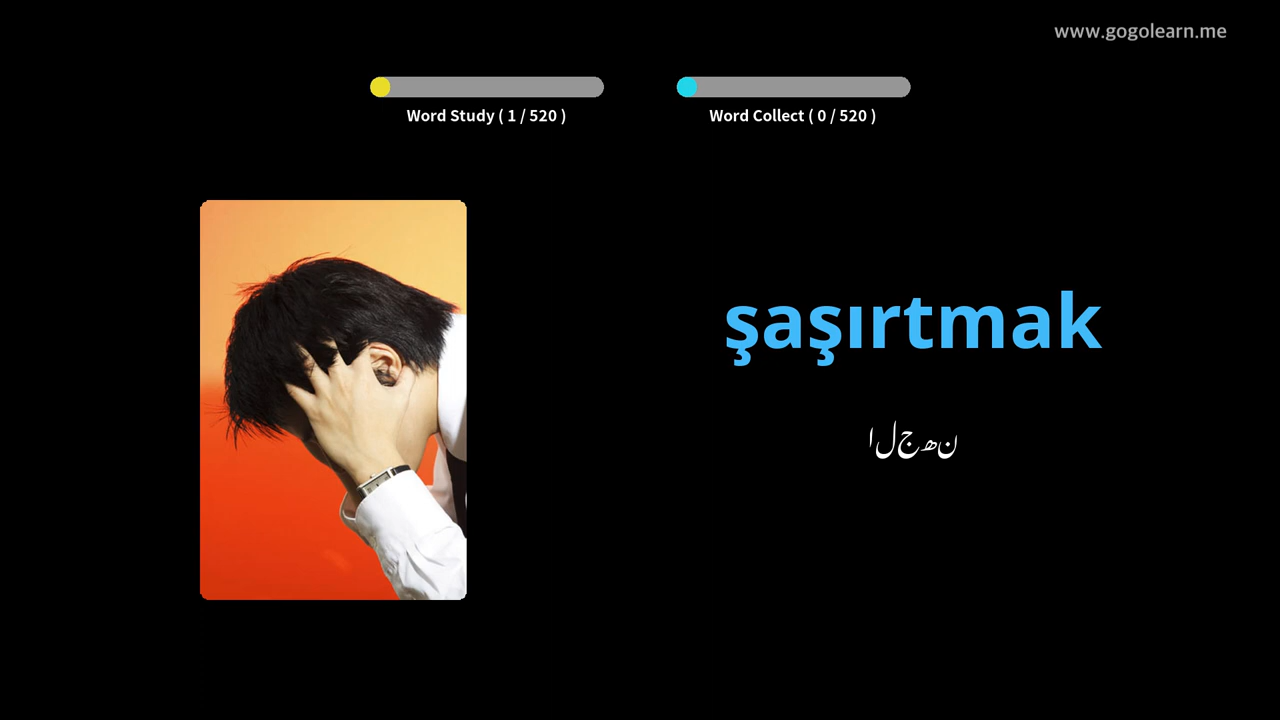 www.gogolearn.me
Word Study ( 1 / 520 )
Word Collect ( 0 / 520 )
şaşırtmak
الجھن